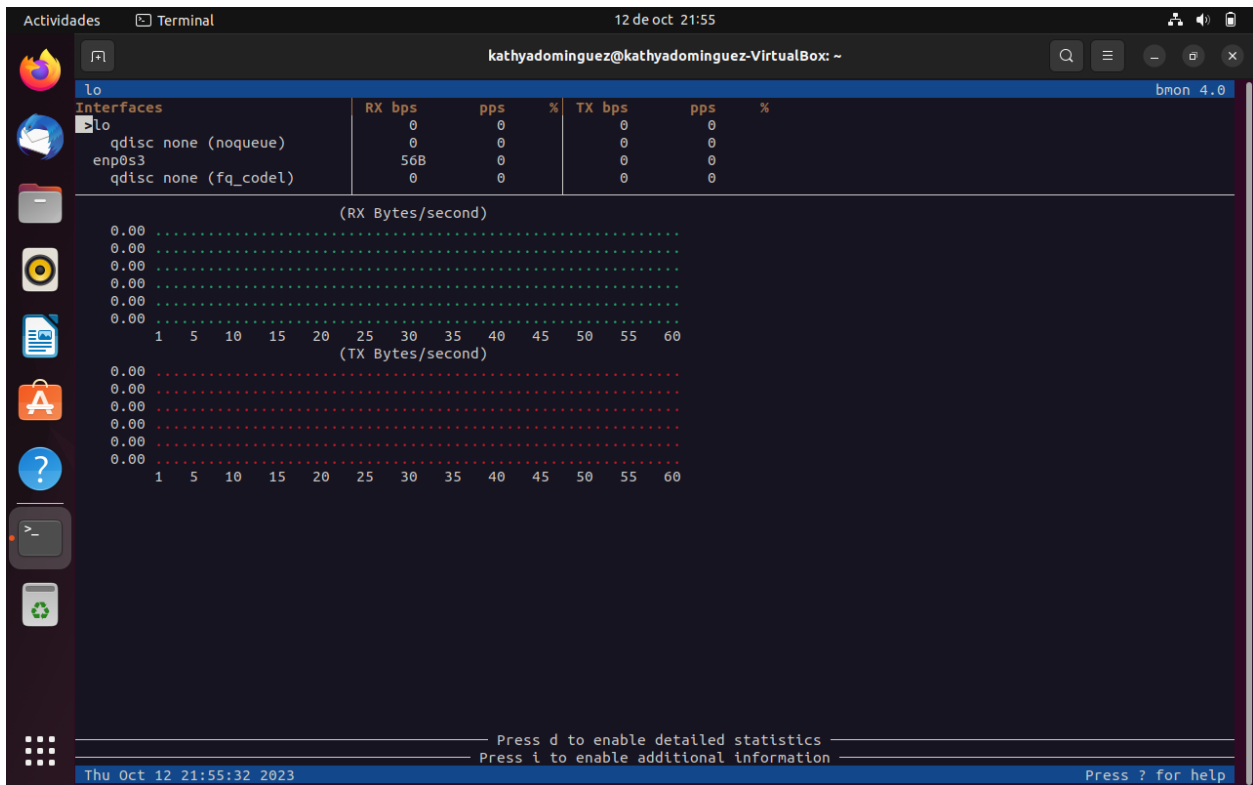 Actividades Terminal 12 de oct 21:55
kathyadominguez@kathyadominguez-VirtualBox: ~
lo bmon 4.0
Interfaces RX bps pps % TX bps pps %
>lo 0 0 0 0
qdisc none (noqueue) 0 0 0 0
enp0s3 56B 0 0 0
qdisc none (fq_codel) 0 0 0 0
(RX Bytes/second)
0.00 ............................................................
0.00 ............................................................
0.00 ............................................................
0.00 ............................................................
0.00 ............................................................
0.00 ............................................................
1 5 10 15 20 25 30 35 40 45 50 55 60
(TX Bytes/second)
0.00 ............................................................
0.00 ............................................................
0.00 ............................................................
0.00 ............................................................
0.00 ............................................................
0.00 ............................................................
1 5 10 15 20 25 30 35 40 45 50 55 60
Press d to enable detailed statistics
Press i to enable additional information
Thu Oct 12 21:55:32 2023 Press ? for help